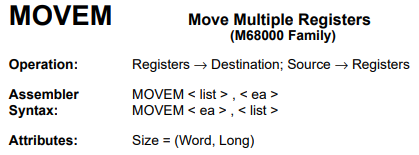 MOVEM Move Multiple Registers
(M68000 Family)
Operation: Registers → Destination; Source → Registers
Assembler MOVEM < list > , < ea >
Syntax: MOVEM < ea > , < list >
Attributes: Size = (Word, Long)